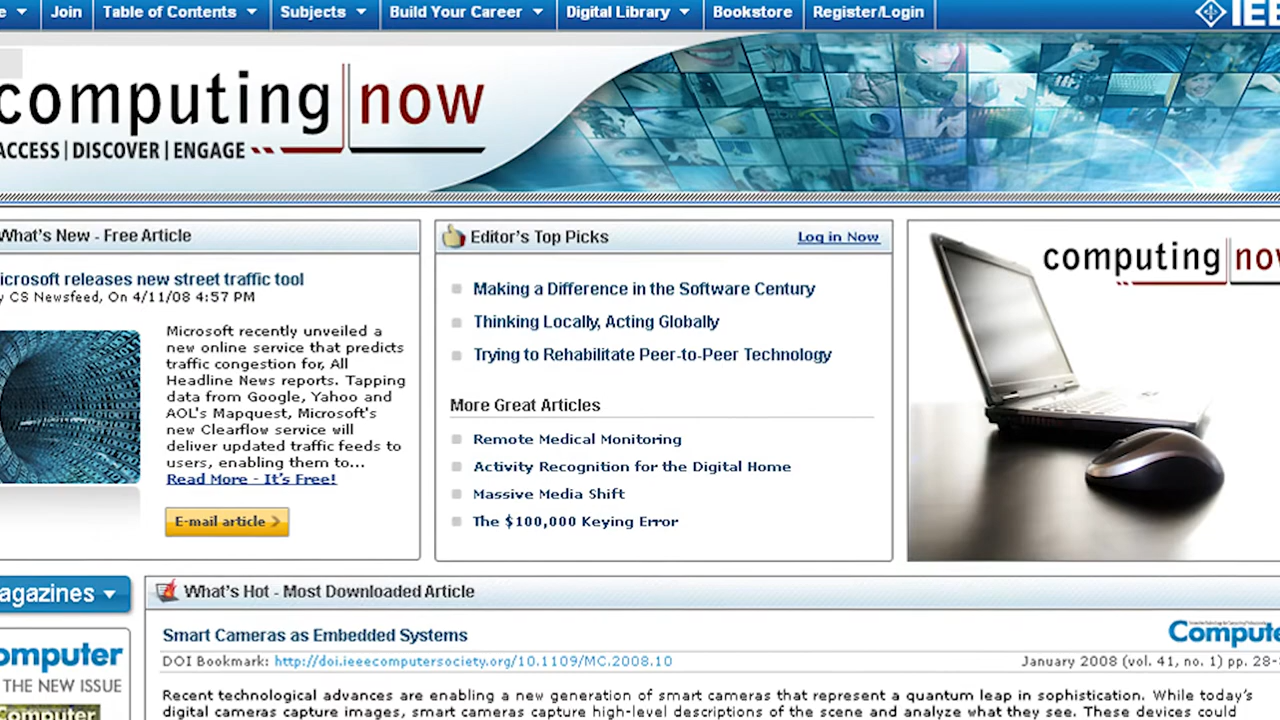 Join Table of Contents Subjects Build Your Career Digital Library Bookstore Register/Login
computing now
ACCESS | DISCOVER | ENGAGE
What's New - Free Article
Editor's Top Picks
Log in Now
computing
icrosoft releases new street traffic tool
CS Newsfeed, On 4/11/08 4:57 PM
Microsoft recently unveiled a
new online service that predicts
traffic congestion for, All
Headline News reports. Tapping
data from Google, Yahoo and
AOL's Mapquest, Microsoft's
new Clearflow service will
deliver updated traffic feeds to
users, enabling them to...
Read More - It's Free!
E-mail article
Making a Difference in the Software Century
Thinking Locally, Acting Globally
Trying to Rehabilitate Peer-to-Peer Technology
More Great Articles
Remote Medical Monitoring
Activity Recognition for the Digital Home
Massive Media Shift
The $100,000 Keying Error
agazines
omputer
THE NEW ISSUE
Computer
What's Hot - Most Downloaded Article
Smart Cameras as Embedded Systems
Compute
DOI Bookmark: http://doi.ieeecomputersociety.org/10.1109/MC.2008.10
January 2008 (vol. 41, no. 1) pp. 28-
Recent technological advances are enabling a new generation of smart cameras that represent a quantum leap in sophistication. While today's
digital cameras capture images, smart cameras capture high-level descriptions of the scene and analyze what they see. These devices could